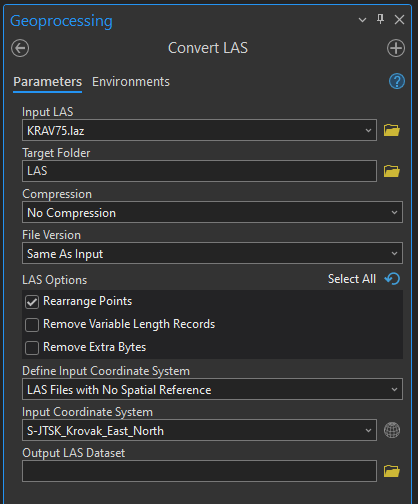 Geoprocessing
Convert LAS
Parameters Environments
Input LAS
KRAV75.laz
Target Folder
LAS
Compression
No Compression
File Version
Same As Input
LAS Options Select All
Rearrange Points
Remove Variable Length Records
Remove Extra Bytes
Define Input Coordinate System
LAS Files with No Spatial Reference
Input Coordinate System
S-JTSK_Krovak_East_North
Output LAS Dataset